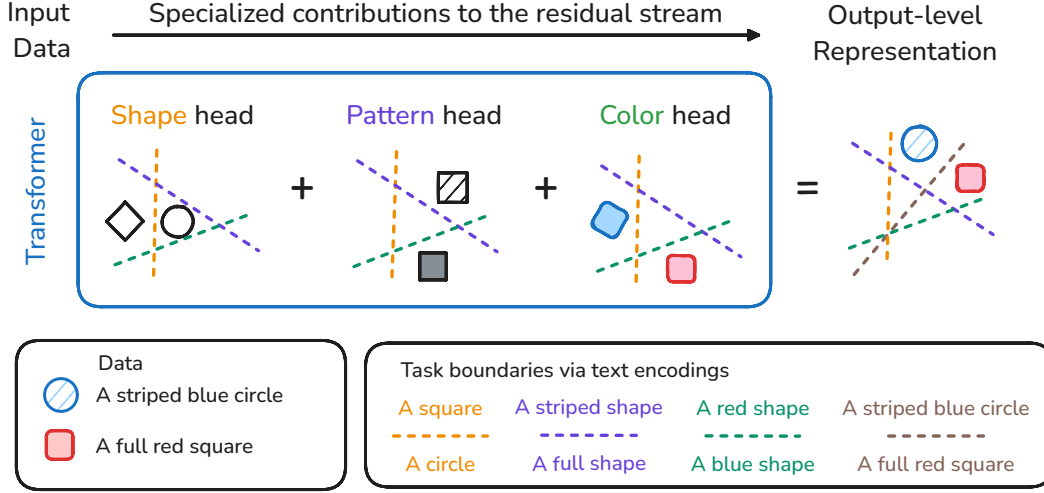 Input
Data
Specialized contributions to the residual stream
Output-level
Representation
Transformer
Shape head
Pattern head
Color head
+
+
=
Data
A striped blue circle
A full red square
Task boundaries via text encodings
A square
A striped shape
A red shape
A striped blue circle
A circle
A full shape
A blue shape
A full red square